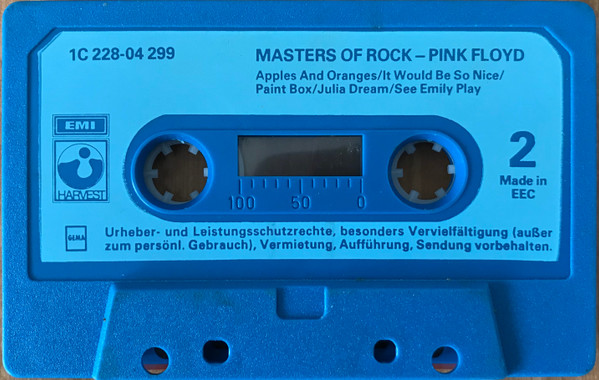 1C 228-04 299
MASTERS OF ROCK – PINK FLOYD
Apples And Oranges/It Would Be So Nice/
Paint Box/Julia Dream/See Emily Play
EMI
HARVEST
100 50 0
2
Made in
EEC
GEMA
Urheber- und Leistungsschutzrechte, besonders Vervielfältigung (außer
zum persönl. Gebrauch), Vermietung, Aufführung, Sendung vorbehalten.